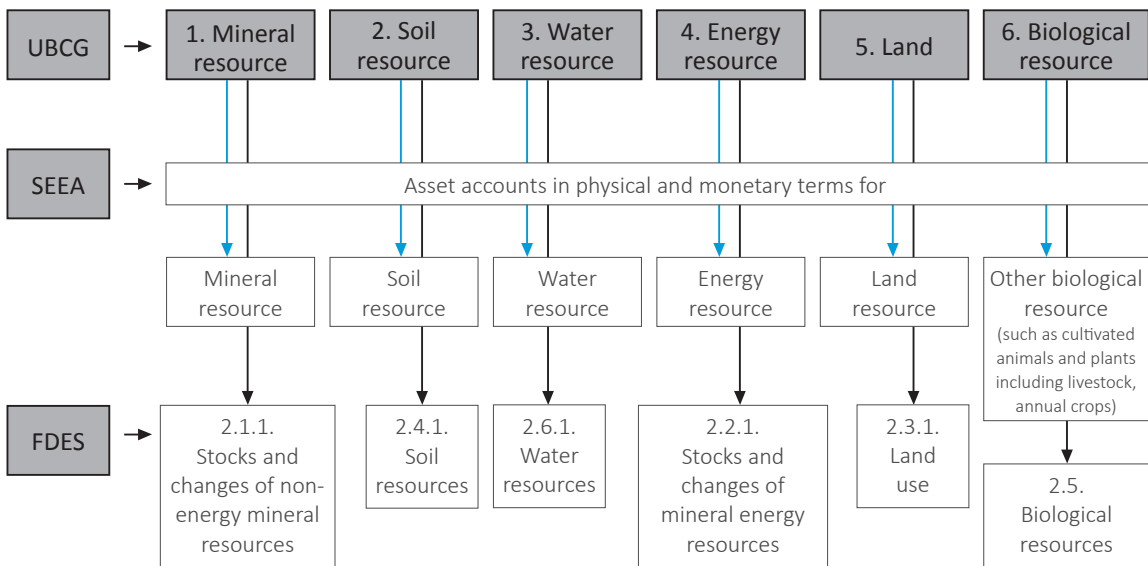 UBCG
1. Mineral
resource
2. Soil
resource
3. Water
resource
4. Energy
resource
5. Land
6. Biological
resource
SEEA
Asset accounts in physical and monetary terms for
Mineral
resource
Soil
resource
Water
resource
Energy
resource
Land
resource
Other biological
resource
(such as cultivated
animals and plants
including livestock,
annual crops)
FDES
2.1.1.
Stocks and
changes of non-
energy mineral
resources
2.4.1.
Soil
resources
2.6.1.
Water
resources
2.2.1.
Stocks and
changes of
mineral energy
resources
2.3.1.
Land
use
2.5.
Biological
resources